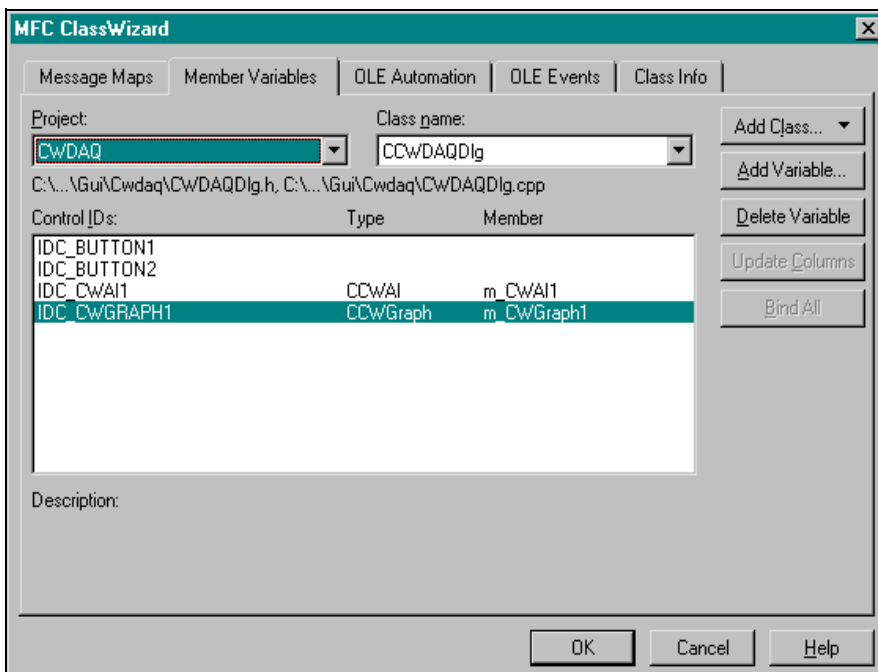 MFC ClassWizard
Message Maps Member Variables OLE Automation OLE Events Class Info
Project: Class name:
CWDAQ CCWDAQDlg
C:\...\Gui\Cwdaq\CWDAQDlg.h, C:\...\Gui\Cwdaq\CWDAQDlg.cpp
Control IDs: Type Member
IDC_BUTTON1
IDC_BUTTON2
IDC_CWAI1 CCWAI m_CWAI1
IDC_CWGRAPH1 CCWGraph m_CWGraph1
Add Class...
Add Variable...
Delete Variable
Update Columns
Bind All
Description:
OK Cancel Help